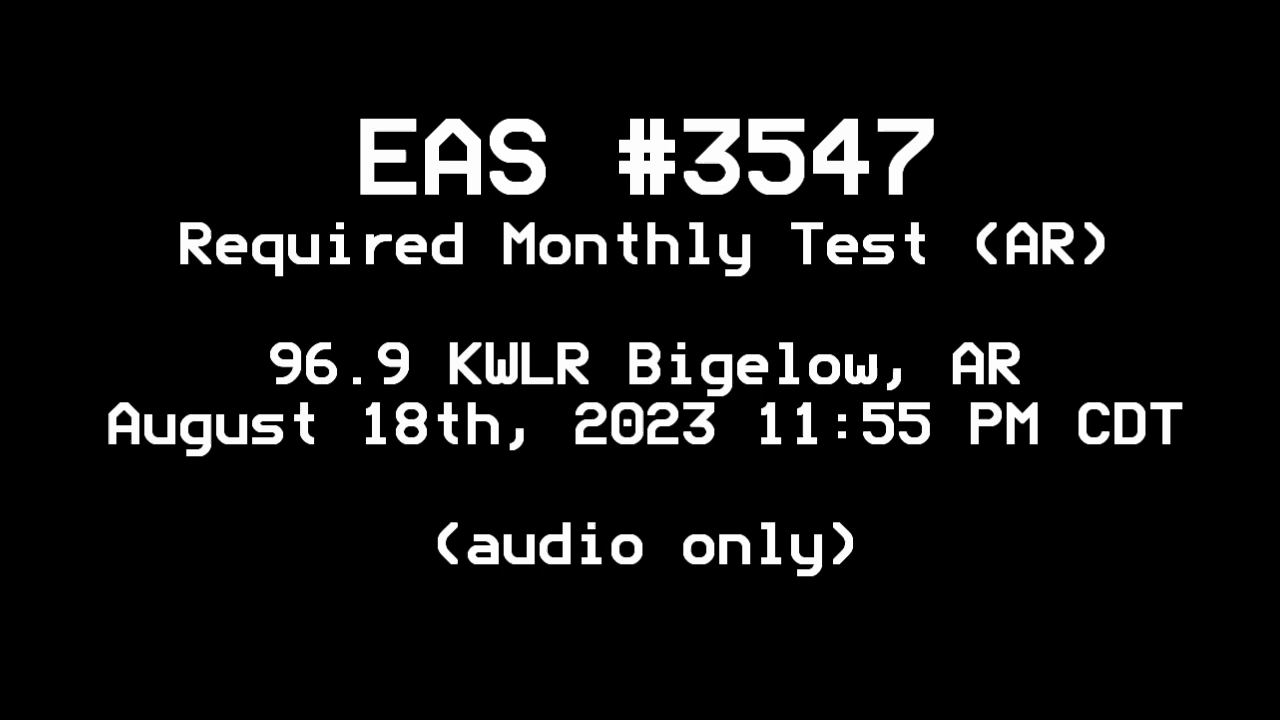 EAS #3547
Required Monthly Test (AR)
96.9 KWLR Bigelow, AR
August 18th, 2023 11:55 PM CDT
(audio only)